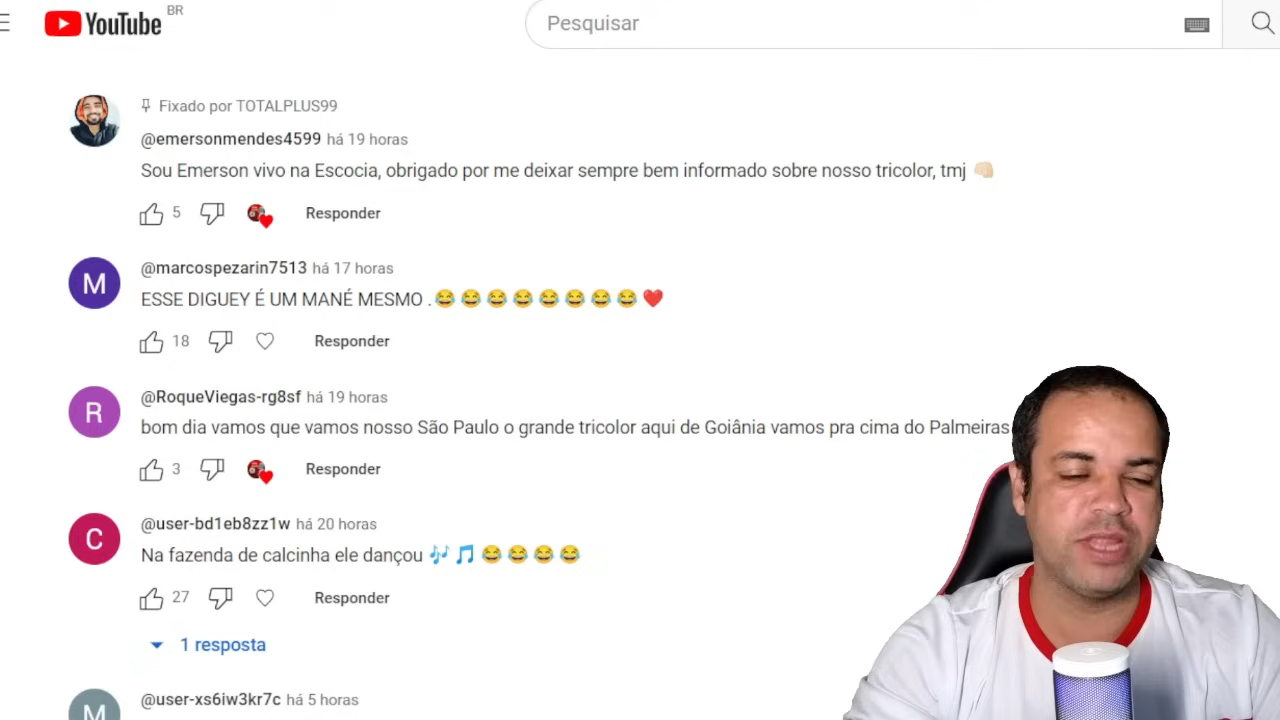 YouTube BR
Pesquisar
Fixado por TOTALPLUS99
@emersonmendes4599 há 19 horas
Sou Emerson vivo na Escocia, obrigado por me deixar sempre bem informado sobre nosso tricolor, tmj 👊🏻
5 Responder
M
@marcospezarin7513 há 17 horas
ESSE DIGUEY É UM MANÉ MESMO .😂😂😂😂😂😂😂😂❤️
18 Responder
R
@RoqueViegas-rg8sf há 19 horas
bom dia vamos que vamos nosso São Paulo o grande tricolor aqui de Goiânia vamos pra cima do Palmeiras
3 Responder
C
@user-bd1eb8zz1w há 20 horas
Na fazenda de calcinha ele dançou 🎶🎵😂😂😂😂
27 Responder
1 resposta
M
@user-xs6iw3kr7c há 5 horas